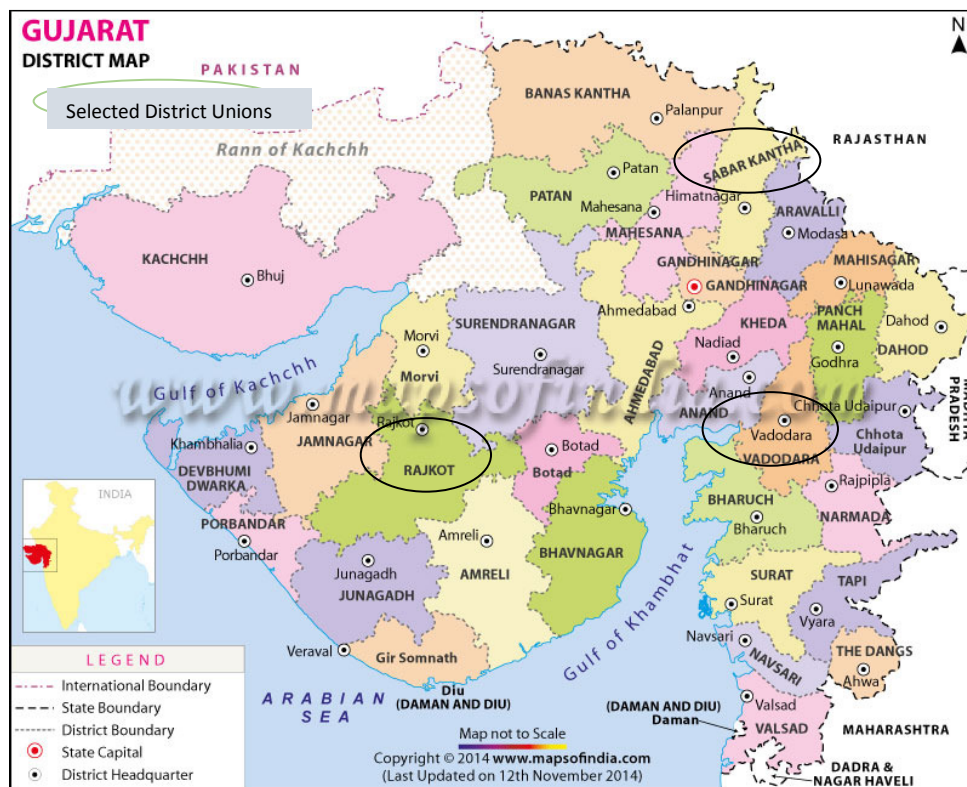 GUJARAT
DISTRICT MAP
N
PAKISTAN
Selected District Unions
Rann of Kachchh
BANAS KANTHA
Palanpur
RAJASTHAN
SABAR KANTHA
Patan
PATAN
Himatnagar
Mahesana
MAHESANA
ARAVALLI
Modasa
KACHCHH
Bhuj
GANDHINAGAR
GANDHINAGAR
MAHISAGAR
Lunawada
Ahmedabad
SURENDRANAGAR
KHEDA
PANCH
MAHAL
Dahod
DAHOD
Morvi
Morvi
Nadiad
Godhra
Surendranagar
AHMEDABAD
Gulf of Kachchh
www.mapsofindia.com
Anand
ANAND
Chhota Udaipur
PRADESH
Jamnagar
JAMNAGAR
Rajkot
RAJKOT
Khambhalia
DEVBHUMI
DWARKA
Botad
Botad
Vadodara
VADODARA
Chhota
Udaipur
INDIA
Rajpipla
NARMADA
BHARUCH
Bharuch
PORBANDAR
Porbandar
Bhavnagar
BHAVNAGAR
Amreli
AMRELI
Junagadh
JUNAGADH
SURAT
Surat
TAPI
Vyara
Gulf of Khambhat
Navsari
NAVSARI
THE DANGS
Ahwa
Veraval
Gir Somnath
Diu
(DAMAN AND DIU)
ARABIAN
SEA
(DAMAN AND DIU)
Daman
Valsad
VALSAD
MAHARASHTRA
DADRA &
NAGAR HAVELI
LEGEND
International Boundary
State Boundary
District Boundary
State Capital
District Headquarter
Map not to Scale
Copyright © 2014 www.mapsofindia.com
(Last Updated on 12th November 2014)